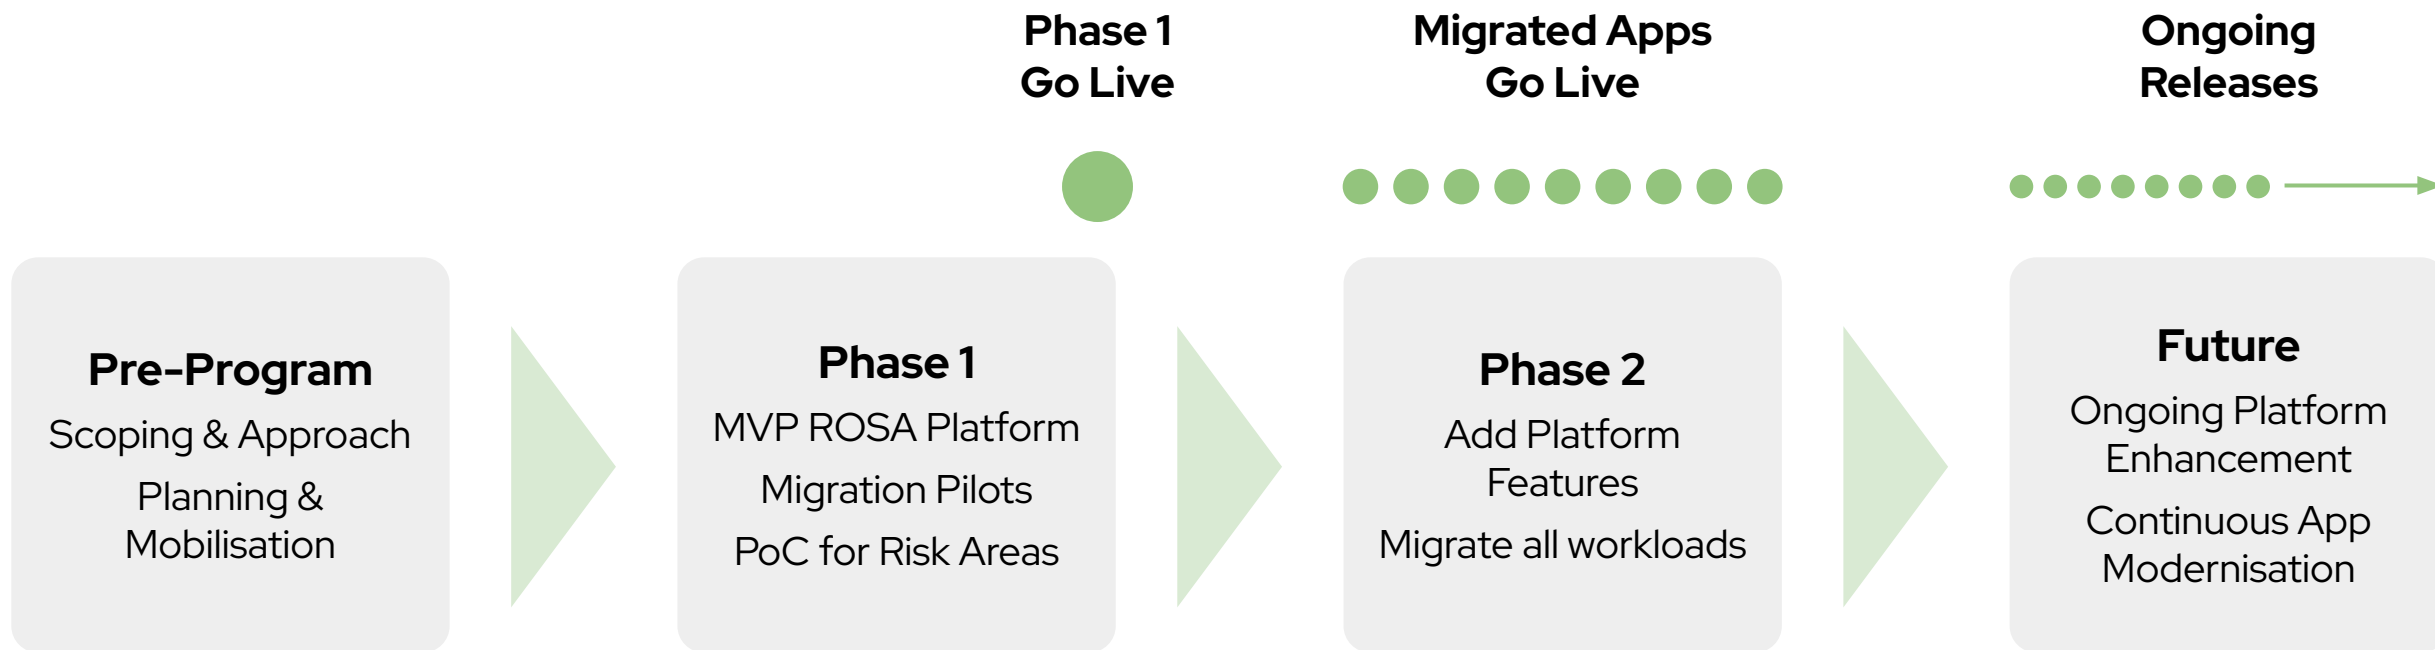 Phase 1
Go Live
Migrated Apps
Go Live
Ongoing
Releases
Pre-Program
Scoping & Approach
Planning &
Mobilisation
Phase 1
MVP ROSA Platform
Migration Pilots
PoC for Risk Areas
Phase 2
Add Platform
Features
Migrate all workloads
Future
Ongoing Platform
Enhancement
Continuous App
Modernisation